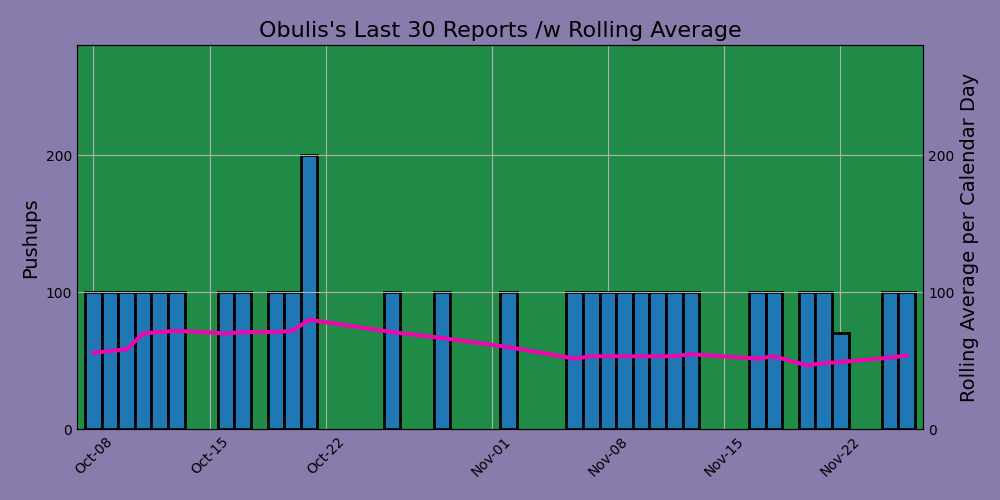 Obulis's Last 30 Reports /w Rolling Average
Pushups
200
100
0
200
100
0
Rolling Average per Calendar Day
Oct-08
Oct-15
Oct-22
Nov-01
Nov-08
Nov-15
Nov-22